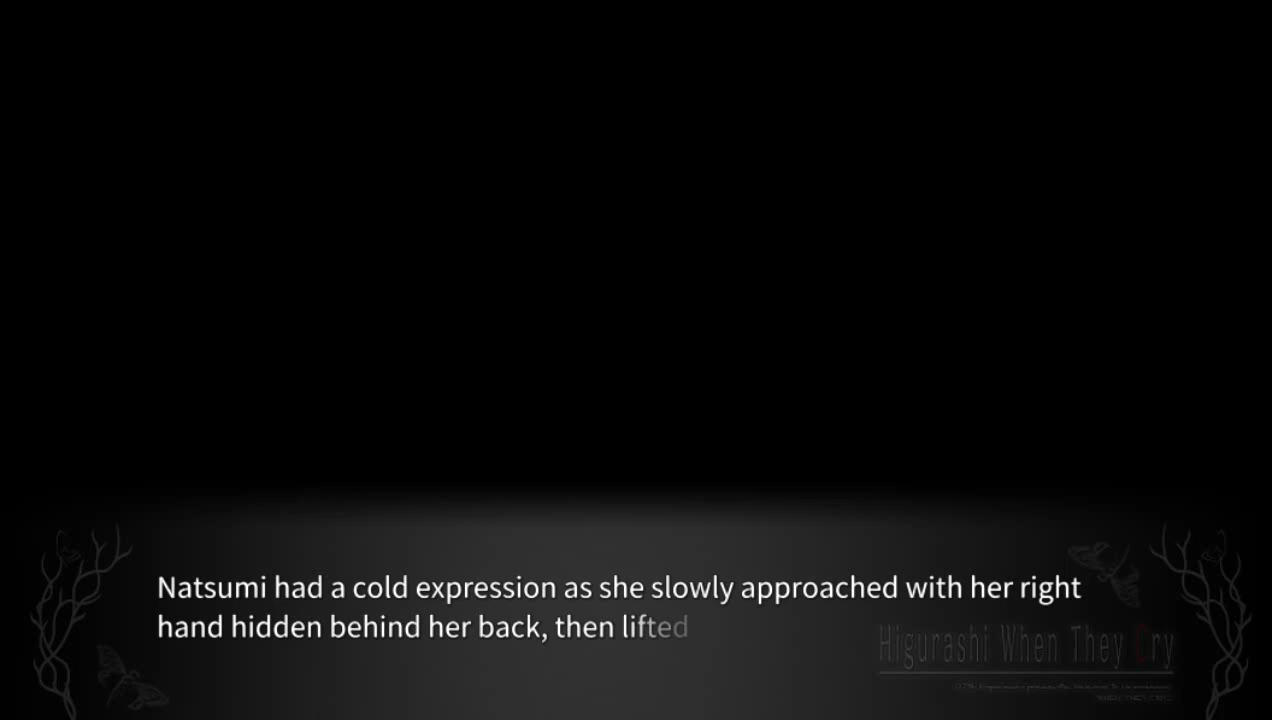 Natsumi had a cold expression as she slowly approached with her right
hand hidden behind her back, then lifted
Higurashi When They Cry